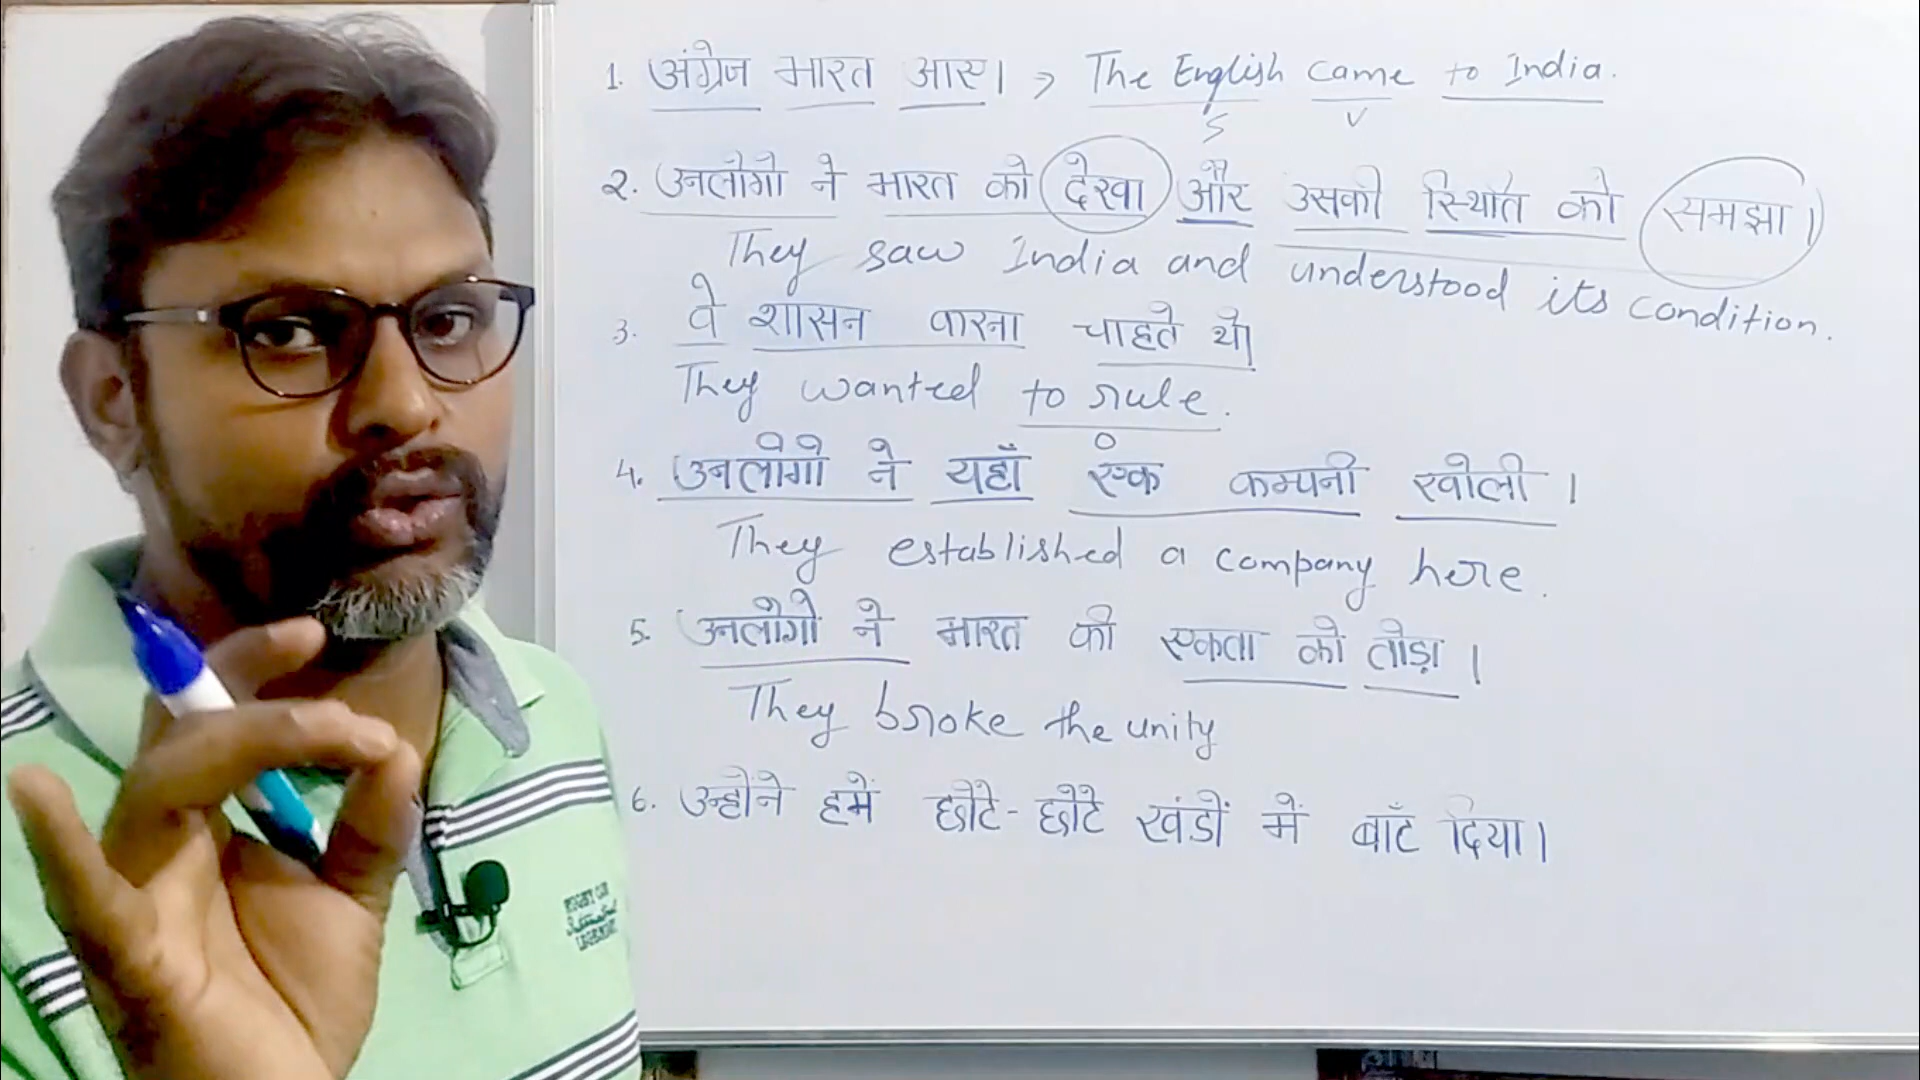 1. अंग्रेज भारत आए। → The English came to India.
S V
२. उनलोगों ने भारत को देखा और उसकी स्थिति को समझा।
They saw India and understood its condition.
3. वे शासन करना चाहते थे।
They wanted to rule.
4. उनलोगों ने यहाँ एक कम्पनी खोली।
They established a company here.
5. उनलोगों ने भारत की एकता को तोड़ा।
They broke the unity
6. उन्होंने हमें छोटे-छोटे खंडों में बाँट दिया।